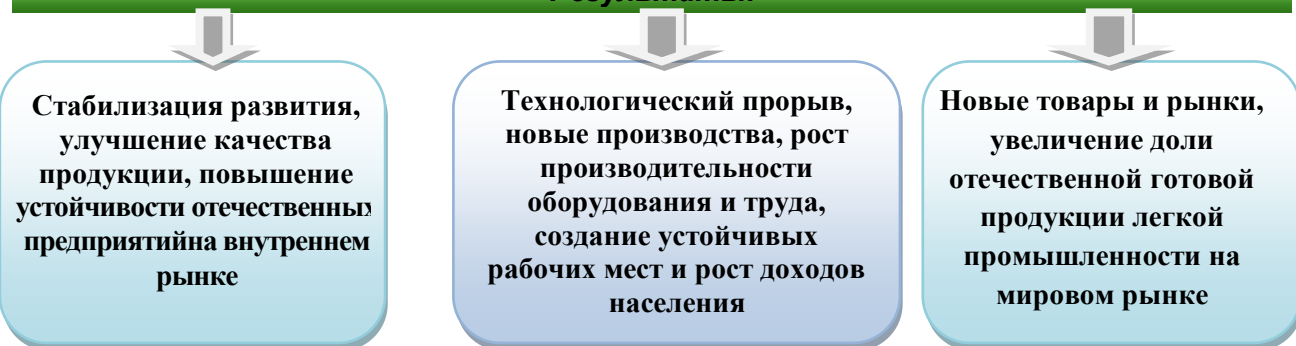 Стабилизация развития,
улучшение качества
продукции, повышение
устойчивости отечественных
предприятийна внутреннем
рынке
Технологический прорыв,
новые производства, рост
производительности
оборудования и труда,
создание устойчивых
рабочих мест и рост доходов
населения
Новые товары и рынки,
увеличение доли
отечественной готовой
продукции легкой
промышленности на
мировом рынке